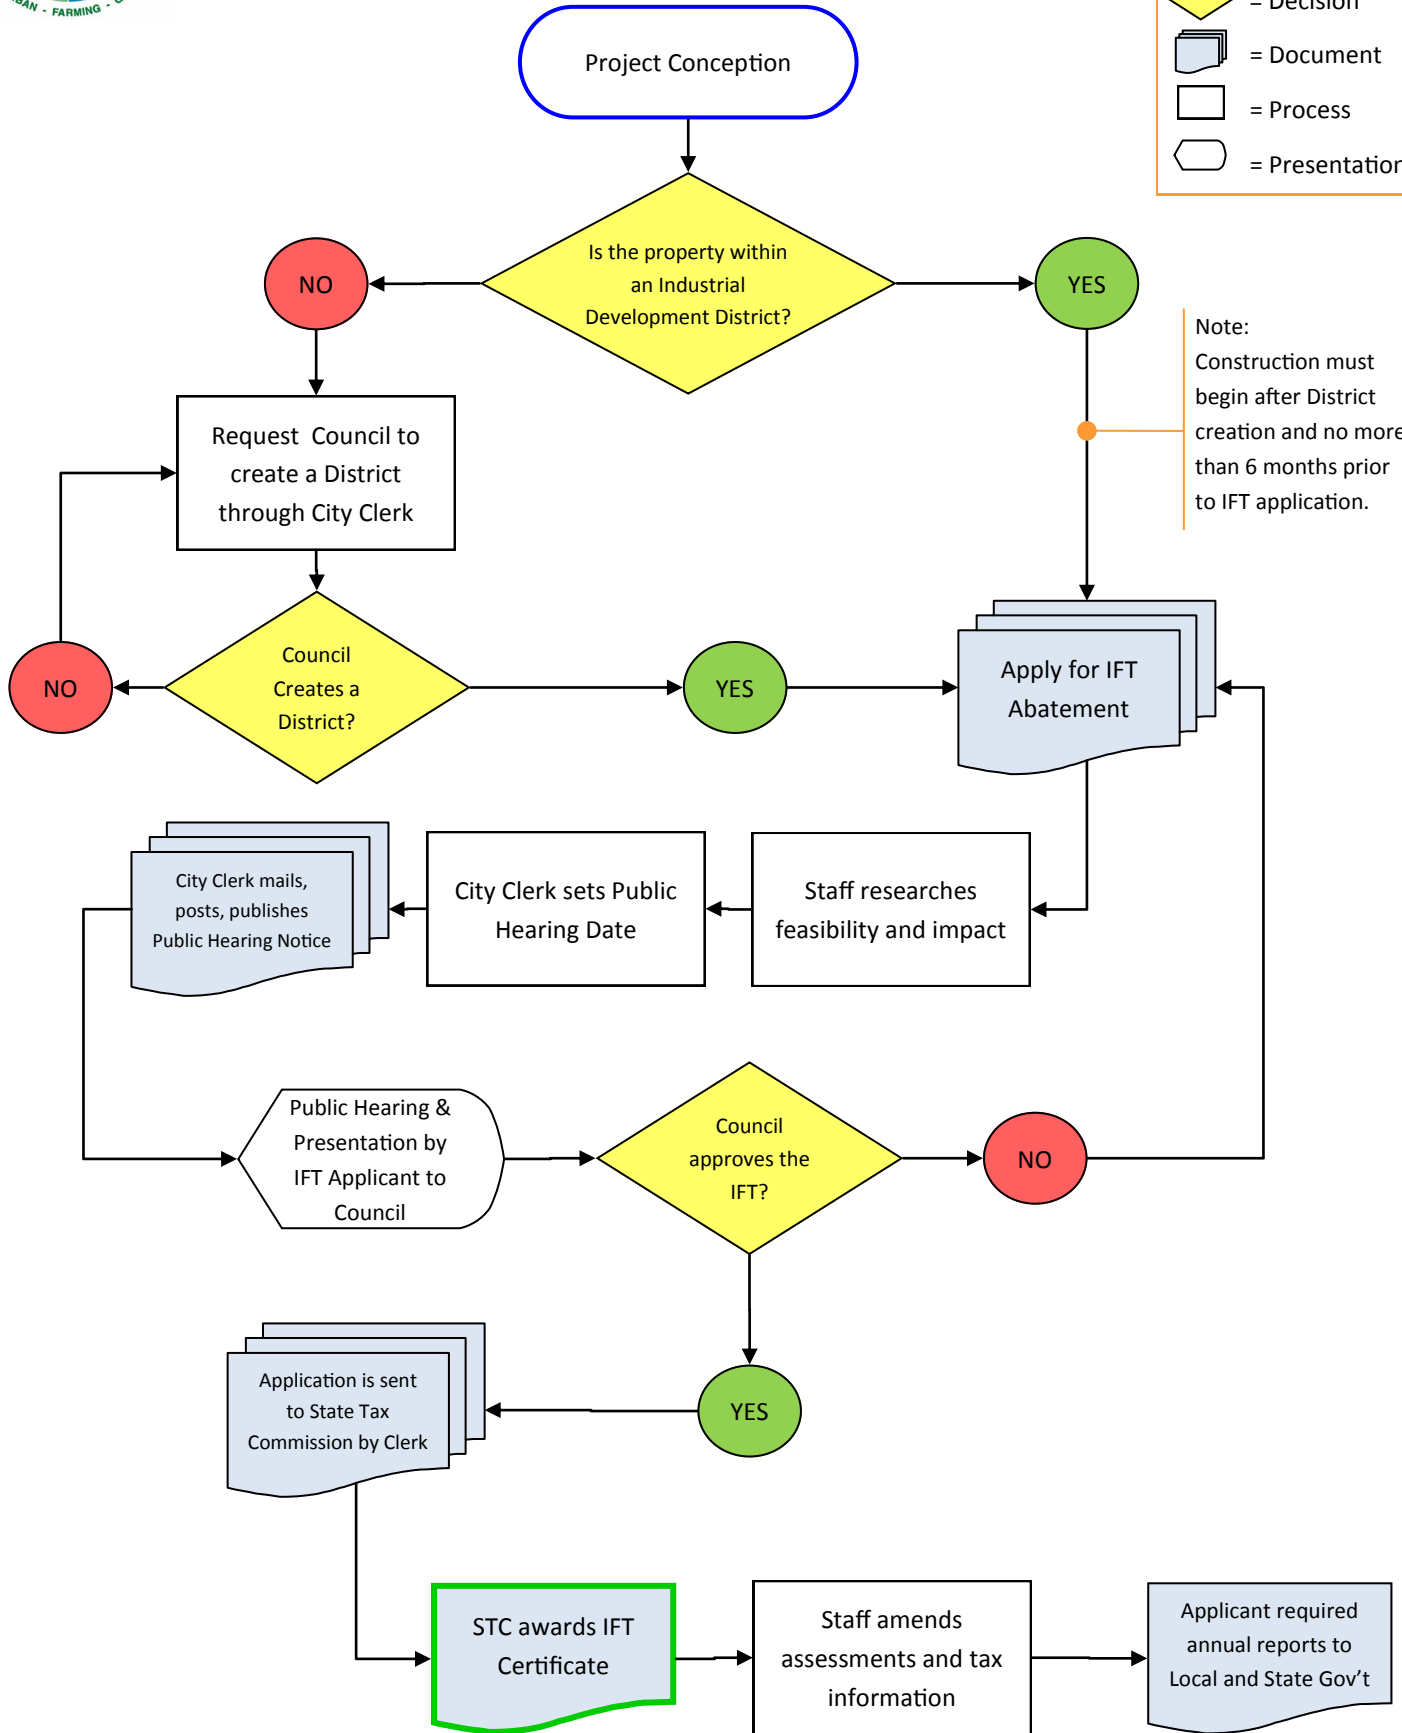 - FARMING -
= Decision
= Document
= Process
= Presentation
Project Conception
Is the property within
an Industrial
Development District?
NO
YES
Note:
Construction must
begin after District
creation and no more
than 6 months prior
to IFT application.
Request Council to
create a District
through City Clerk
Council
Creates a
District?
NO
YES
Apply for IFT
Abatement
City Clerk mails,
posts, publishes
Public Hearing Notice
City Clerk sets Public
Hearing Date
Staff researches
feasibility and impact
Public Hearing &
Presentation by
IFT Applicant to
Council
Council
approves the
IFT?
NO
YES
Application is sent
to State Tax
Commission by Clerk
STC awards IFT
Certificate
Staff amends
assessments and tax
information
Applicant required
annual reports to
Local and State Gov't